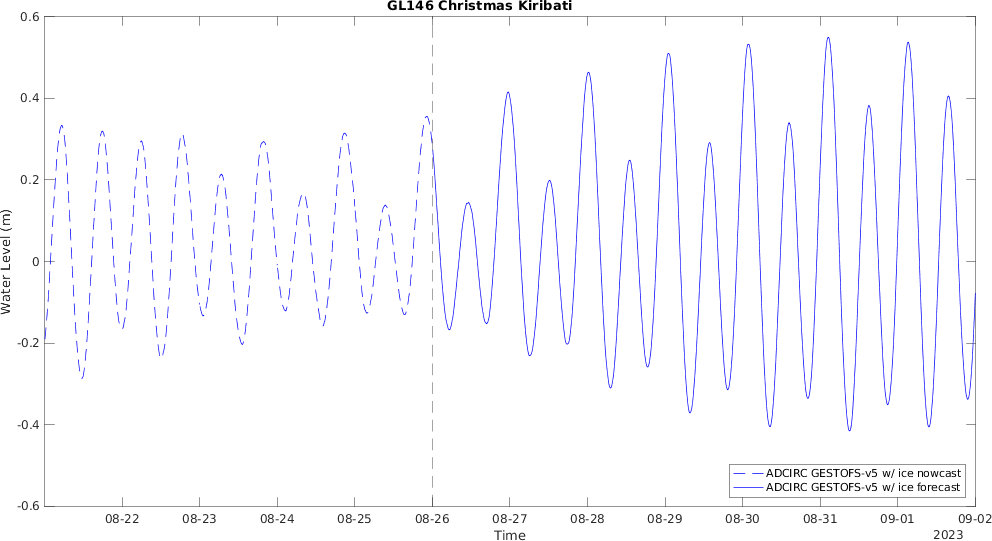 GL146 Christmas Kiribati
0.6
0.4
0.2
0
-0.2
-0.4
-0.6
Water Level (m)
08-22 08-23 08-24 08-25 08-26 08-27 08-28 08-29 08-30 08-31 09-01 09-02
Time
2023
ADCIRC GESTOFS-v5 w/ ice nowcast
ADCIRC GESTOFS-v5 w/ ice forecast